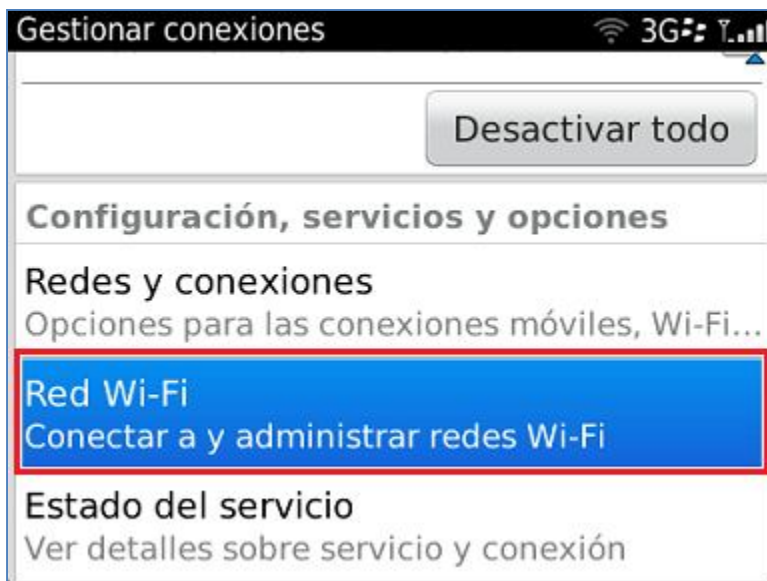 Gestionar conexiones 3G
Desactivar todo
Configuración, servicios y opciones
Redes y conexiones
Opciones para las conexiones móviles, Wi-Fi...
Red Wi-Fi
Conectar a y administrar redes Wi-Fi
Estado del servicio
Ver detalles sobre servicio y conexión